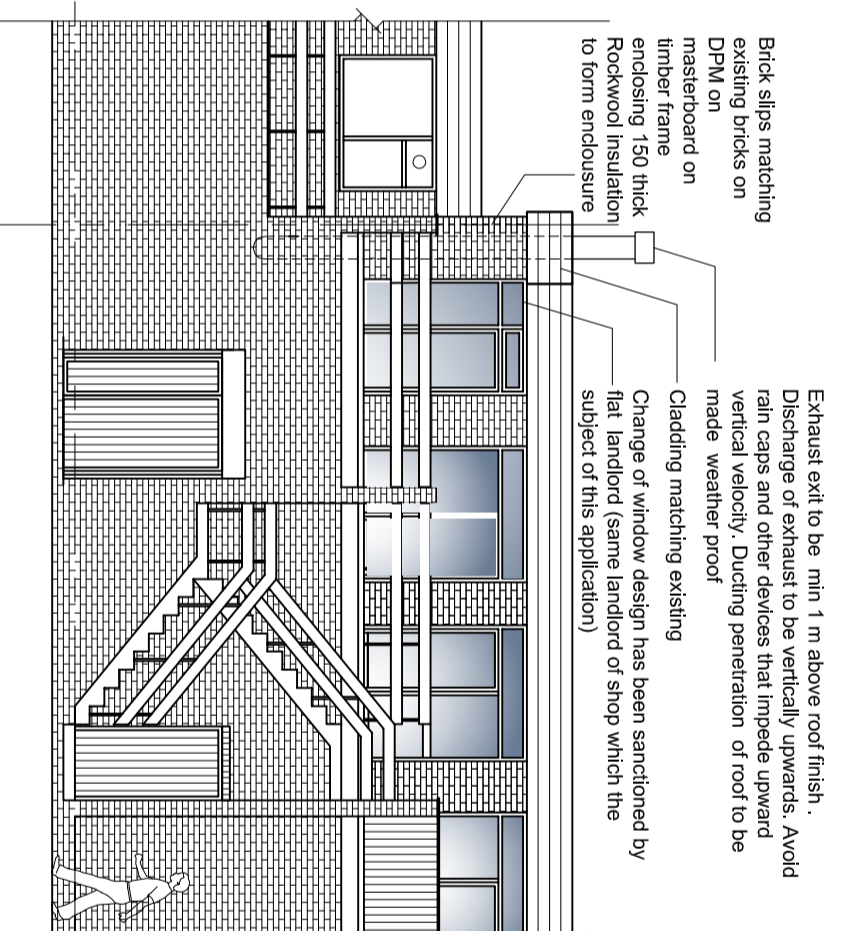 Brick slips matching
existing bricks on
DPM on
masterboard on
timber frame
enclosing 150 thick
Rockwool insulation
to form enclousure
Exhaust exit to be min 1 m above roof finish .
Discharge of exhaust to be vertically upwards. Avoid
rain caps and other devices that impede upward
vertical velocity. Ducting penetration of roof to be
made weather proof
Cladding matching existing
Change of window design has been sanctioned by
flat landlord (same landlord of shop which the
subject of this application)